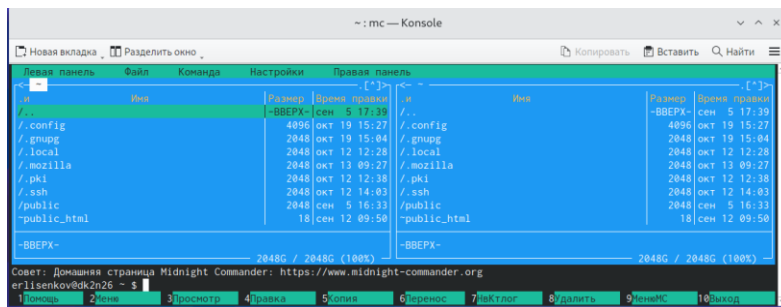 ~ : mc — Konsole
Новая вкладка Разделить окно Копировать Вставить Найти
Левая панель Файл Команда Настройки Правая панель
<- ~ .[^]> <- ~ .[^]>
.и Имя Размер Время правки .и Имя Размер Время правки
/.. -ВВЕРХ- сен 5 17:39 /.. -ВВЕРХ- сен 5 17:39
/.config 4096 окт 19 15:27 /.config 4096 окт 19 15:27
/.gnupg 2048 окт 19 15:04 /.gnupg 2048 окт 19 15:04
/.local 2048 окт 12 12:28 /.local 2048 окт 12 12:28
/.mozilla 2048 окт 13 09:27 /.mozilla 2048 окт 13 09:27
/.pki 2048 окт 12 12:38 /.pki 2048 окт 12 12:38
/.ssh 2048 окт 12 14:03 /.ssh 2048 окт 12 14:03
/public 2048 сен 5 16:33 /public 2048 сен 5 16:33
~public_html 18 сен 12 09:50 ~public_html 18 сен 12 09:50
-ВВЕРХ- -ВВЕРХ-
2048G / 2048G (100%) 2048G / 2048G (100%)
Совет: Домашняя страница Midnight Commander: https://www.midnight-commander.org
erlisenkov@dk2n26 ~ $
1Помощь 2Меню 3Просмотр 4Правка 5Копия 6Перенос 7НвКтлог 8Удалить 9МенюMC 10Выход